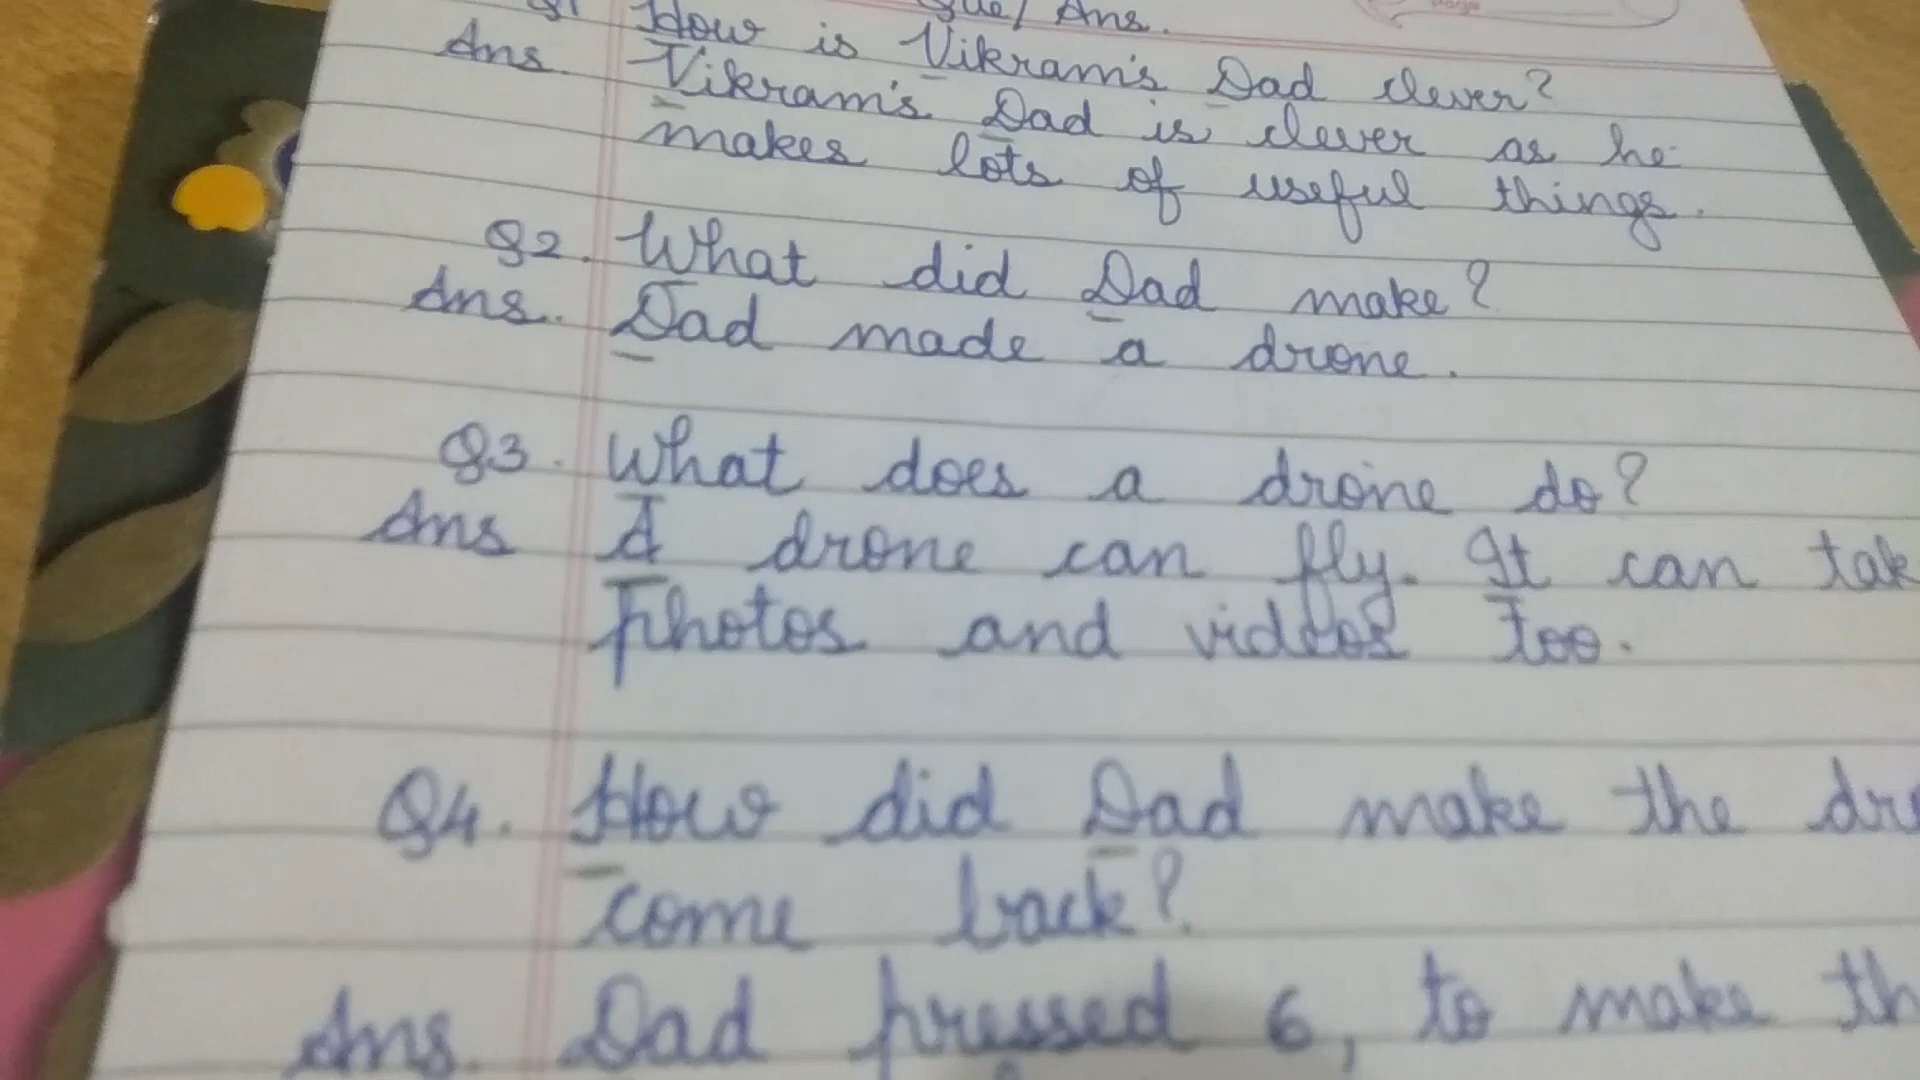 Que/Ans.
Q1 How is Vikram's Dad clever?
Ans. Vikram's Dad is clever as he
makes lots of useful things.
Q2. What did Dad make?
Ans. Dad made a drone.
Q3. What does a drone do?
Ans A drone can fly. It can tak
Photos and videos too.
Q4. How did Dad make the dro
come back?
Ans. Dad pressed 6, to make th